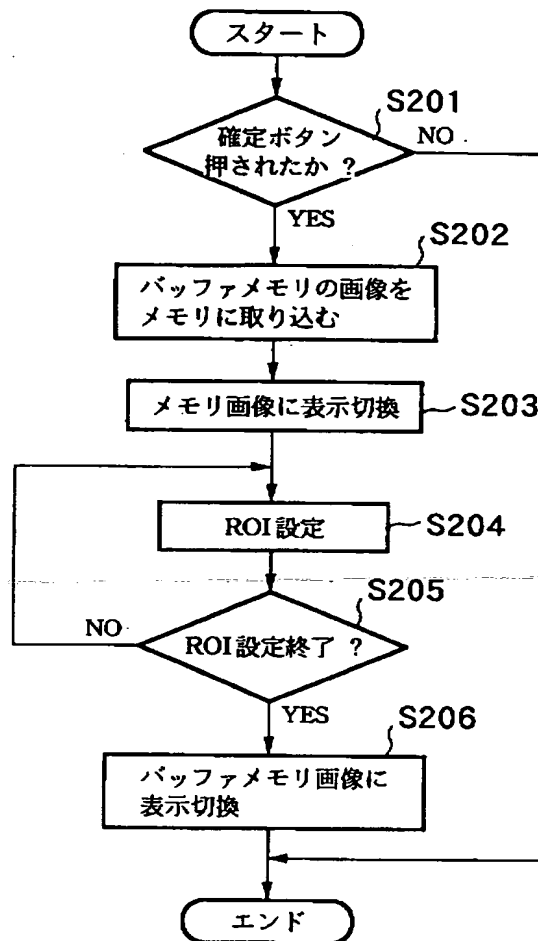 スタート
S201
確定ボタン
押されたか ?
NO
YES
S202
バッファメモリの画像を
メモリに取り込む
メモリ画像に表示切換
S203
ROI設定
S204
S205
NO
ROI設定終了 ?
YES
S206
バッファメモリ画像に
表示切換
エンド